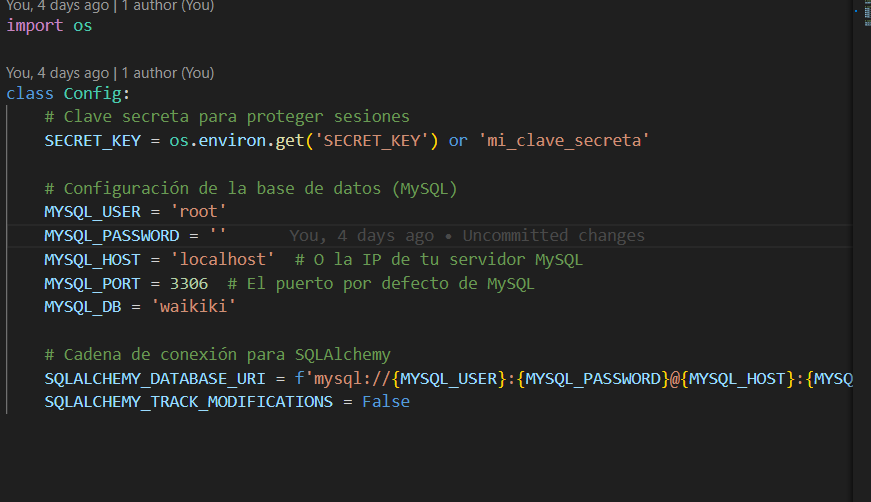 You, 4 days ago | 1 author (You)
import os
You, 4 days ago | 1 author (You)
class Config:
# Clave secreta para proteger sesiones
SECRET_KEY = os.environ.get('SECRET_KEY') or 'mi_clave_secreta'
# Configuración de la base de datos (MySQL)
MYSQL_USER = 'root'
MYSQL_PASSWORD = '' You, 4 days ago • Uncommitted changes
MYSQL_HOST = 'localhost' # O la IP de tu servidor MySQL
MYSQL_PORT = 3306 # El puerto por defecto de MySQL
MYSQL_DB = 'waikiki'
# Cadena de conexión para SQLAlchemy
SQLALCHEMY_DATABASE_URI = f'mysql://{MYSQL_USER}:{MYSQL_PASSWORD}@{MYSQL_HOST}:{MYSQ
SQLALCHEMY_TRACK_MODIFICATIONS = False